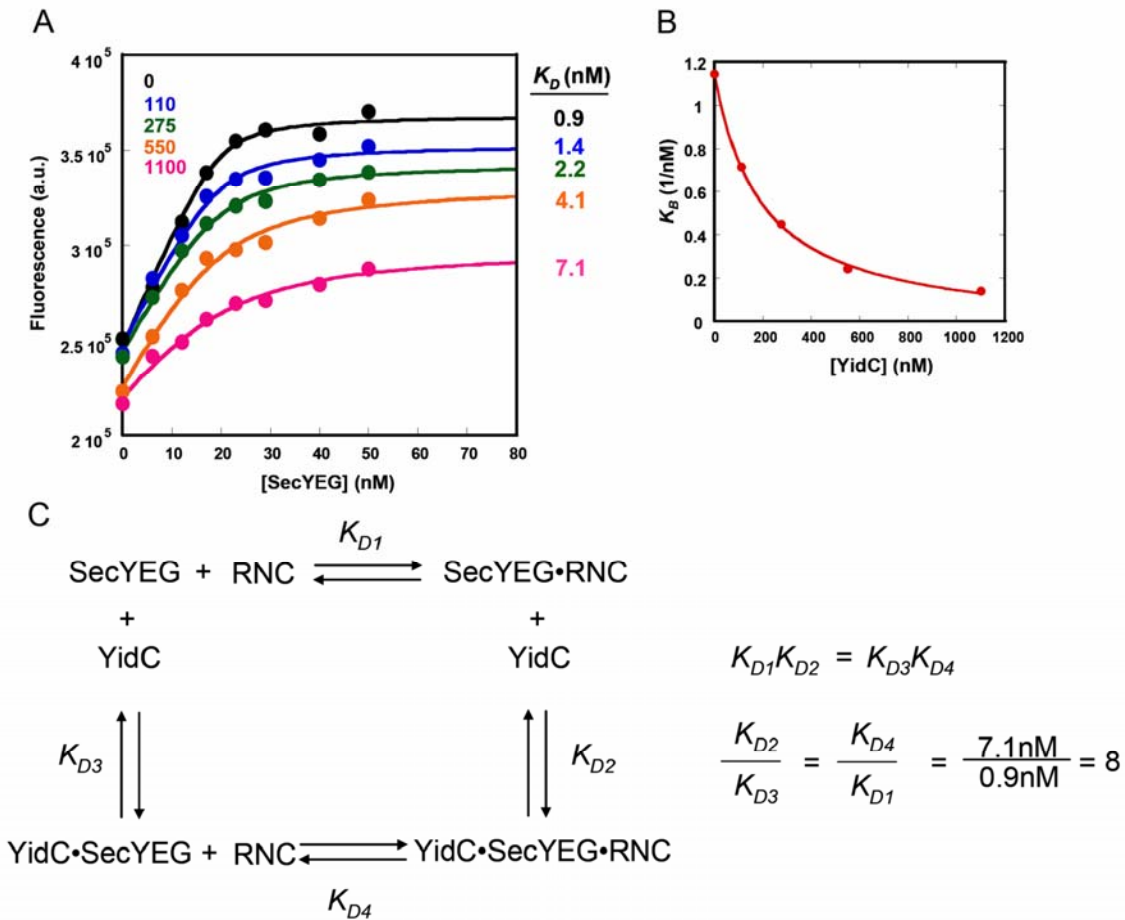 A
4 10⁵
3.5 10⁵
3 10⁵
2.5 10⁵
2 10⁵
Fluorescence (a.u.)
0
110
275
550
1100
0 10 20 30 40 50 60 70 80
[SecYEG] (nM)
K_D (nM)
0.9
1.4
2.2
4.1
7.1
B
1.2
1
0.8
0.6
0.4
0.2
0
K_B (1/nM)
0 200 400 600 800 1000 1200
[YidC] (nM)
C
K_D1
SecYEG + RNC SecYEG•RNC
+ +
YidC YidC
K_D3 K_D2
YidC•SecYEG + RNC YidC•SecYEG•RNC
K_D4
K_D1K_D2 = K_D3K_D4
K_D2 K_D4 7.1nM
= = = 8
K_D3 K_D1 0.9nM